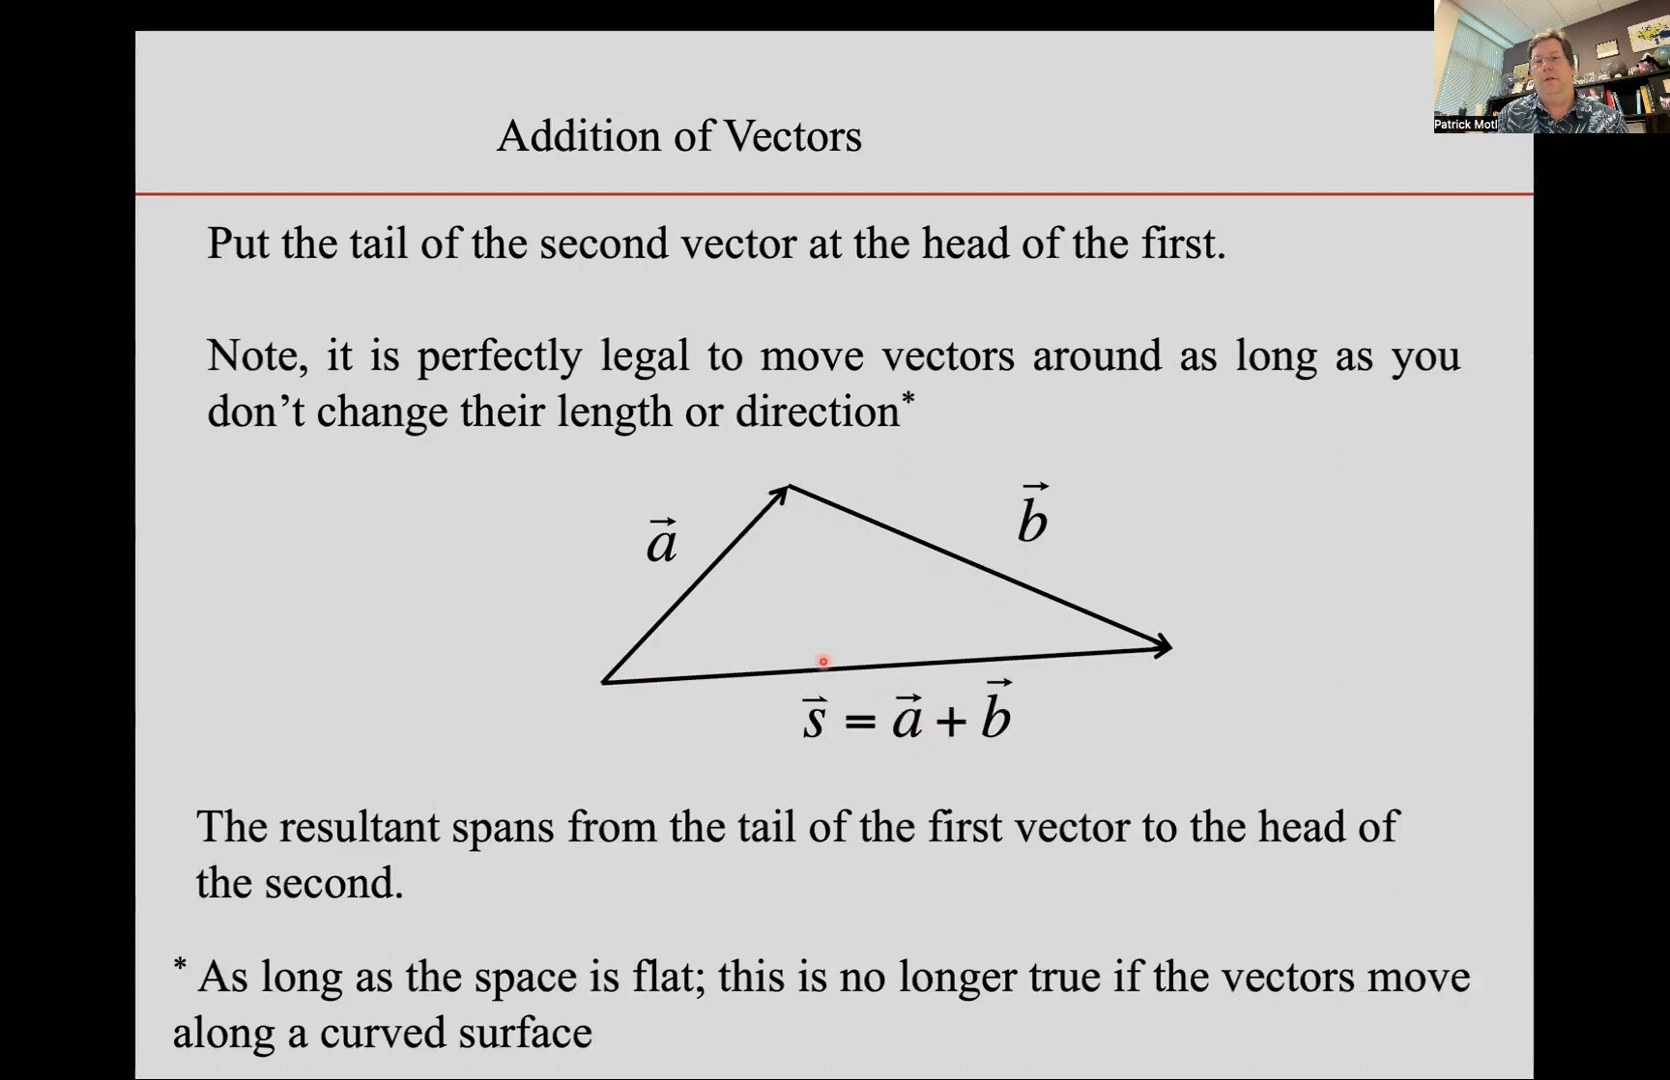 Addition of Vectors
Patrick Motl
Put the tail of the second vector at the head of the first.
Note, it is perfectly legal to move vectors around as long as you
don’t change their length or direction*
a⃗
b⃗
s⃗ = a⃗ + b⃗
The resultant spans from the tail of the first vector to the head of
the second.
* As long as the space is flat; this is no longer true if the vectors move
along a curved surface